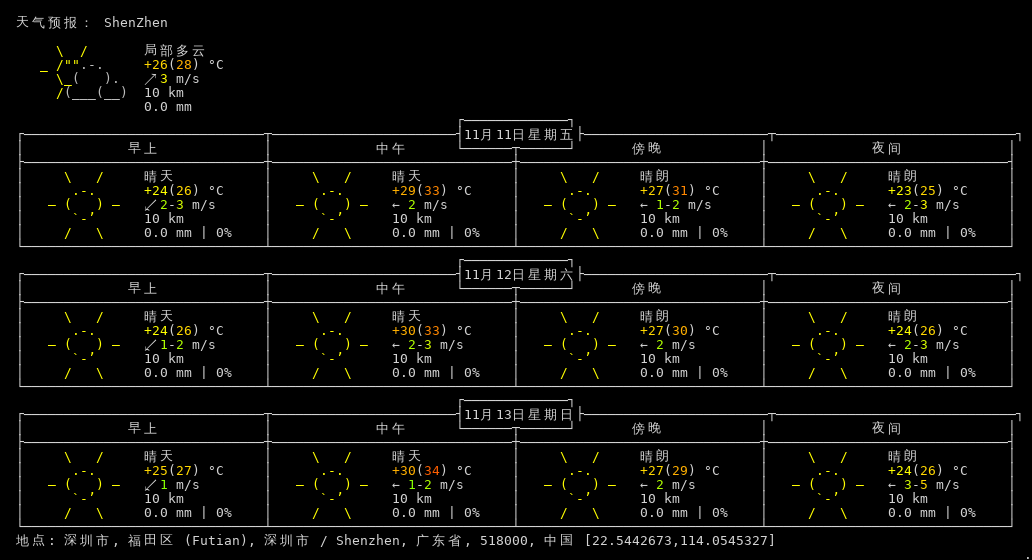 天气预报： ShenZhen
局部多云
+26(28) °C
↗3 m/s
10 km
0.0 mm
11月11日星期五
早上 中午 傍晚 夜间
晴天 晴天 晴朗 晴朗
+24(26) °C +29(33) °C +27(31) °C +23(25) °C
↙2-3 m/s ← 2 m/s ← 1-2 m/s ← 2-3 m/s
10 km 10 km 10 km 10 km
0.0 mm | 0% 0.0 mm | 0% 0.0 mm | 0% 0.0 mm | 0%
11月12日星期六
早上 中午 傍晚 夜间
晴天 晴天 晴朗 晴朗
+24(26) °C +30(33) °C +27(30) °C +24(26) °C
↙1-2 m/s ← 2-3 m/s ← 2 m/s ← 2-3 m/s
10 km 10 km 10 km 10 km
0.0 mm | 0% 0.0 mm | 0% 0.0 mm | 0% 0.0 mm | 0%
11月13日星期日
早上 中午 傍晚 夜间
晴天 晴天 晴朗 晴朗
+25(27) °C +30(34) °C +27(29) °C +24(26) °C
↙1 m/s ← 1-2 m/s ← 2 m/s ← 3-5 m/s
10 km 10 km 10 km 10 km
0.0 mm | 0% 0.0 mm | 0% 0.0 mm | 0% 0.0 mm | 0%
地点: 深圳市, 福田区 (Futian), 深圳市 / Shenzhen, 广东省, 518000, 中国 [22.5442673,114.0545327]